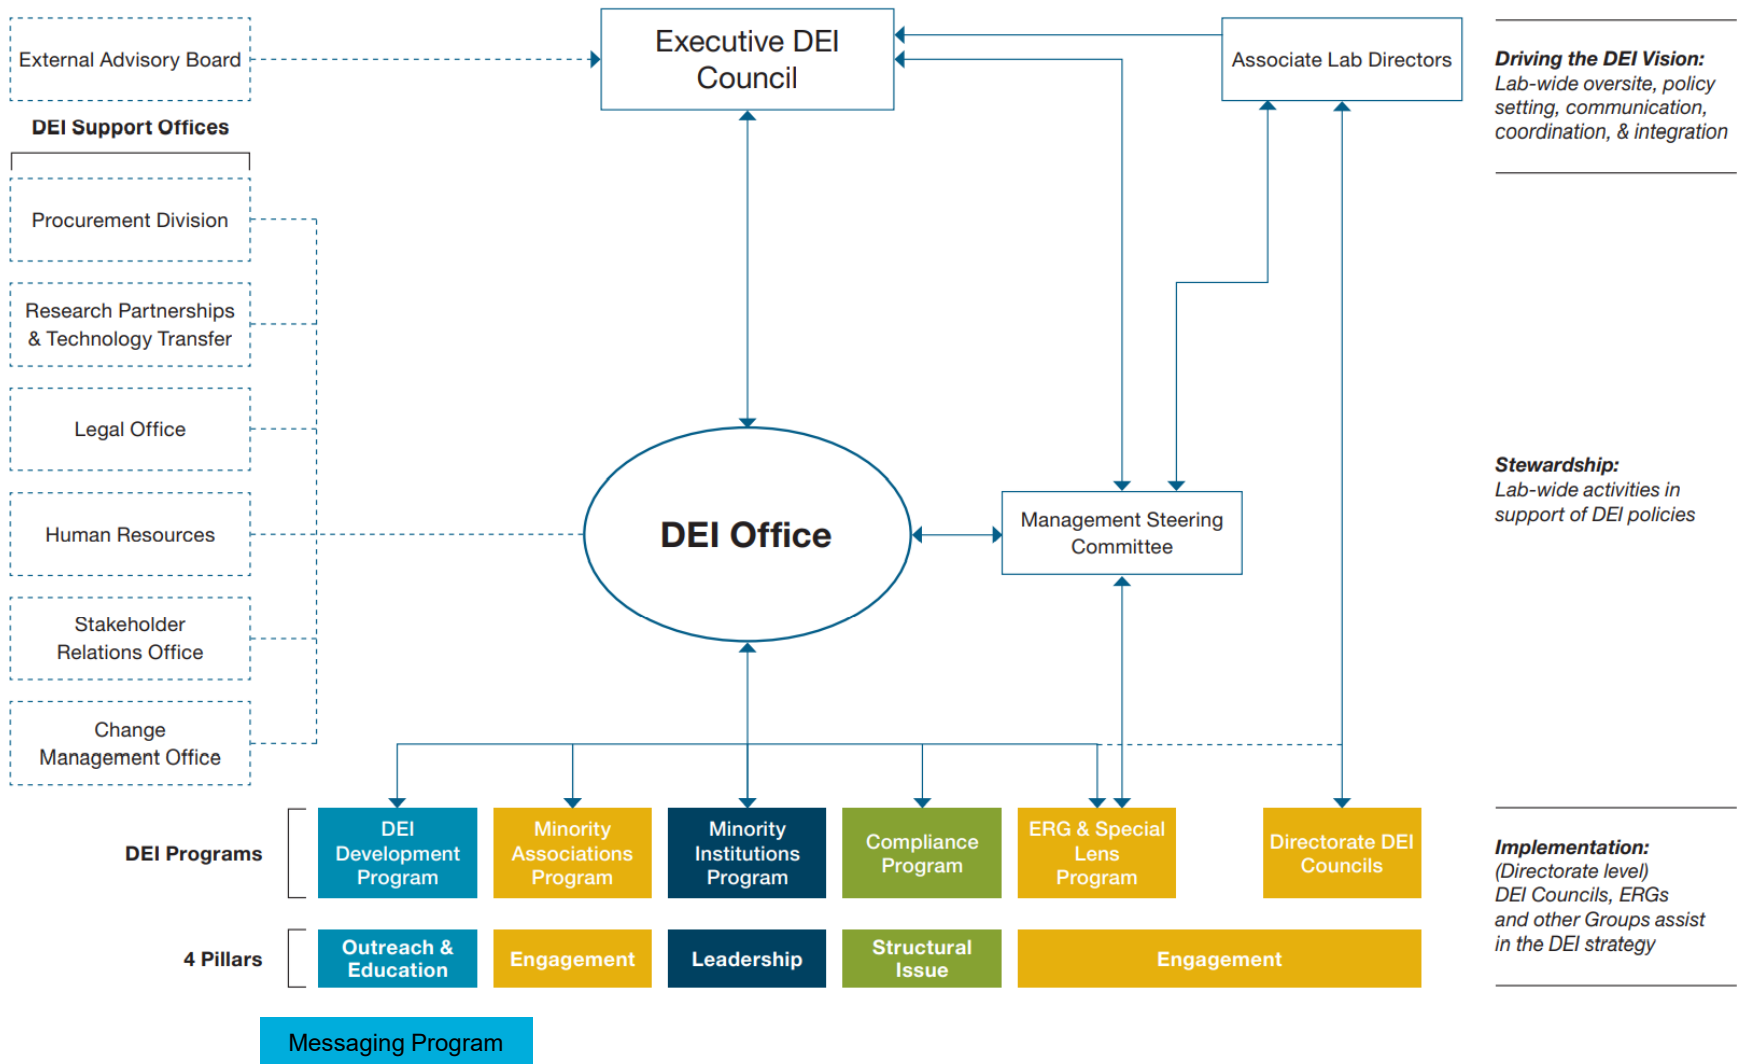 External Advisory Board
Executive DEI
Council
Associate Lab Directors
Driving the DEI Vision:
Lab-wide oversite, policy
setting, communication,
coordination, & integration
DEI Support Offices
Procurement Division
Research Partnerships
& Technology Transfer
Legal Office
Human Resources
Stakeholder
Relations Office
Change
Management Office
DEI Office
Management Steering
Committee
Stewardship:
Lab-wide activities in
support of DEI policies
DEI Programs
DEI
Development
Program
Minority
Associations
Program
Minority
Institutions
Program
Compliance
Program
ERG & Special
Lens
Program
Directorate DEI
Councils
Implementation:
(Directorate level)
DEI Councils, ERGs
and other Groups assist
in the DEI strategy
4 Pillars
Outreach &
Education
Engagement
Leadership
Structural
Issue
Engagement
Messaging Program